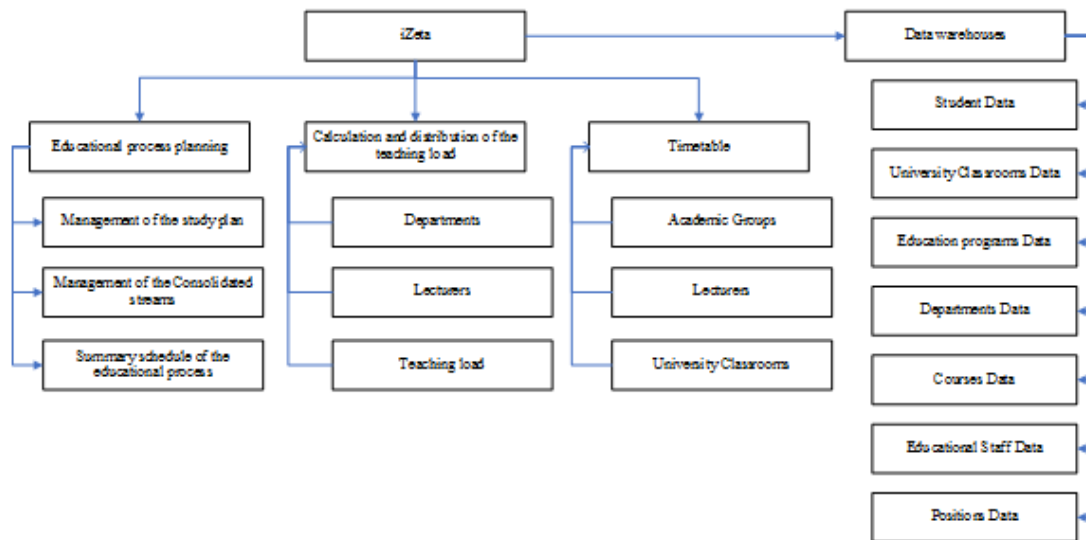 iZeta
Data warehouses
Student Data
Educational process planning
Calculation and distribution of the
teaching load
Timetable
University Classrooms Data
Management of the study plan
Departments
Academic Groups
Education programs Data
Management of the Consolidated
streams
Lecturers
Lecturers
Departments Data
Summary schedule of the
educational process
Teaching load
University Classrooms
Courses Data
Educational Staff Data
Positions Data